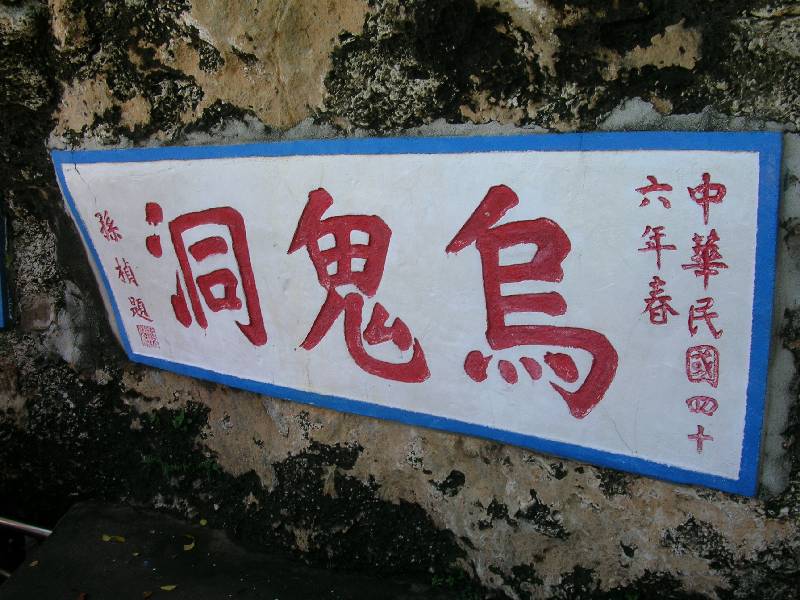 中華民國四十
六年春
烏鬼洞
孫楨題